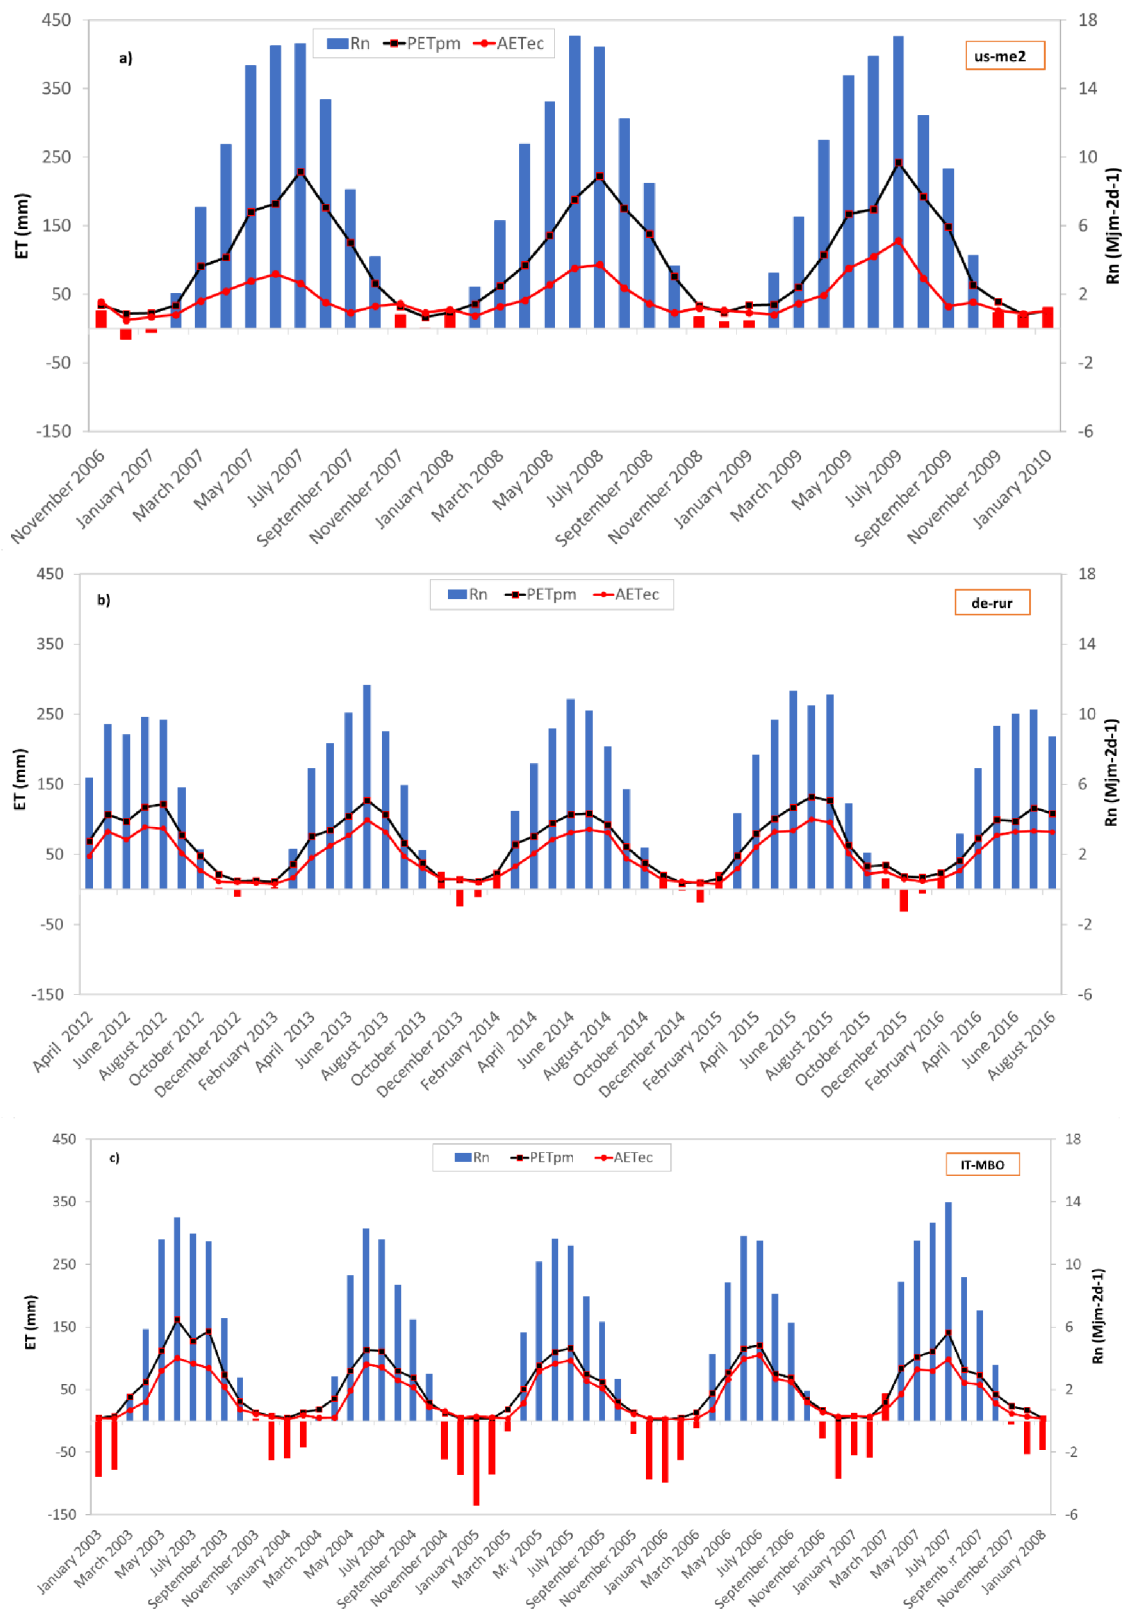 450
350
250
150
50
-50
-150
18
14
10
6
2
-2
-6
a)
Rn PETpm AETec
us-me2
ET (mm)
Rn (Mjm-2d-1)
November 2006
January 2007
March 2007
May 2007
July 2007
September 2007
November 2007
January 2008
March 2008
May 2008
July 2008
September 2008
November 2008
January 2009
March 2009
May 2009
July 2009
September 2009
November 2009
January 2010
450
350
250
150
50
-50
-150
18
14
10
6
2
-2
-6
b)
Rn PETpm AETec
de-rur
ET (mm)
Rn (Mjm-2d-1)
April 2012
June 2012
August 2012
October 2012
December 2012
February 2013
April 2013
June 2013
August 2013
October 2013
December 2013
February 2014
April 2014
June 2014
August 2014
October 2014
December 2014
February 2015
April 2015
June 2015
August 2015
October 2015
December 2015
February 2016
April 2016
June 2016
August 2016
450
350
250
150
50
-50
-150
18
14
10
6
2
-2
-6
c)
Rn PETpm AETec
IT-MBO
ET (mm)
Rn (Mjm-2d-1)
January 2003
March 2003
May 2003
July 2003
September 2003
November 2003
January 2004
March 2004
May 2004
July 2004
September 2004
November 2004
January 2005
March 2005
2005
July 2005
September 2005
November 2005
January 2006
March 2006
May 2006
July 2006
September 2006
November 2006
January 2007
March 2007
May 2007
July 2007
2007
November 2007
January 2008